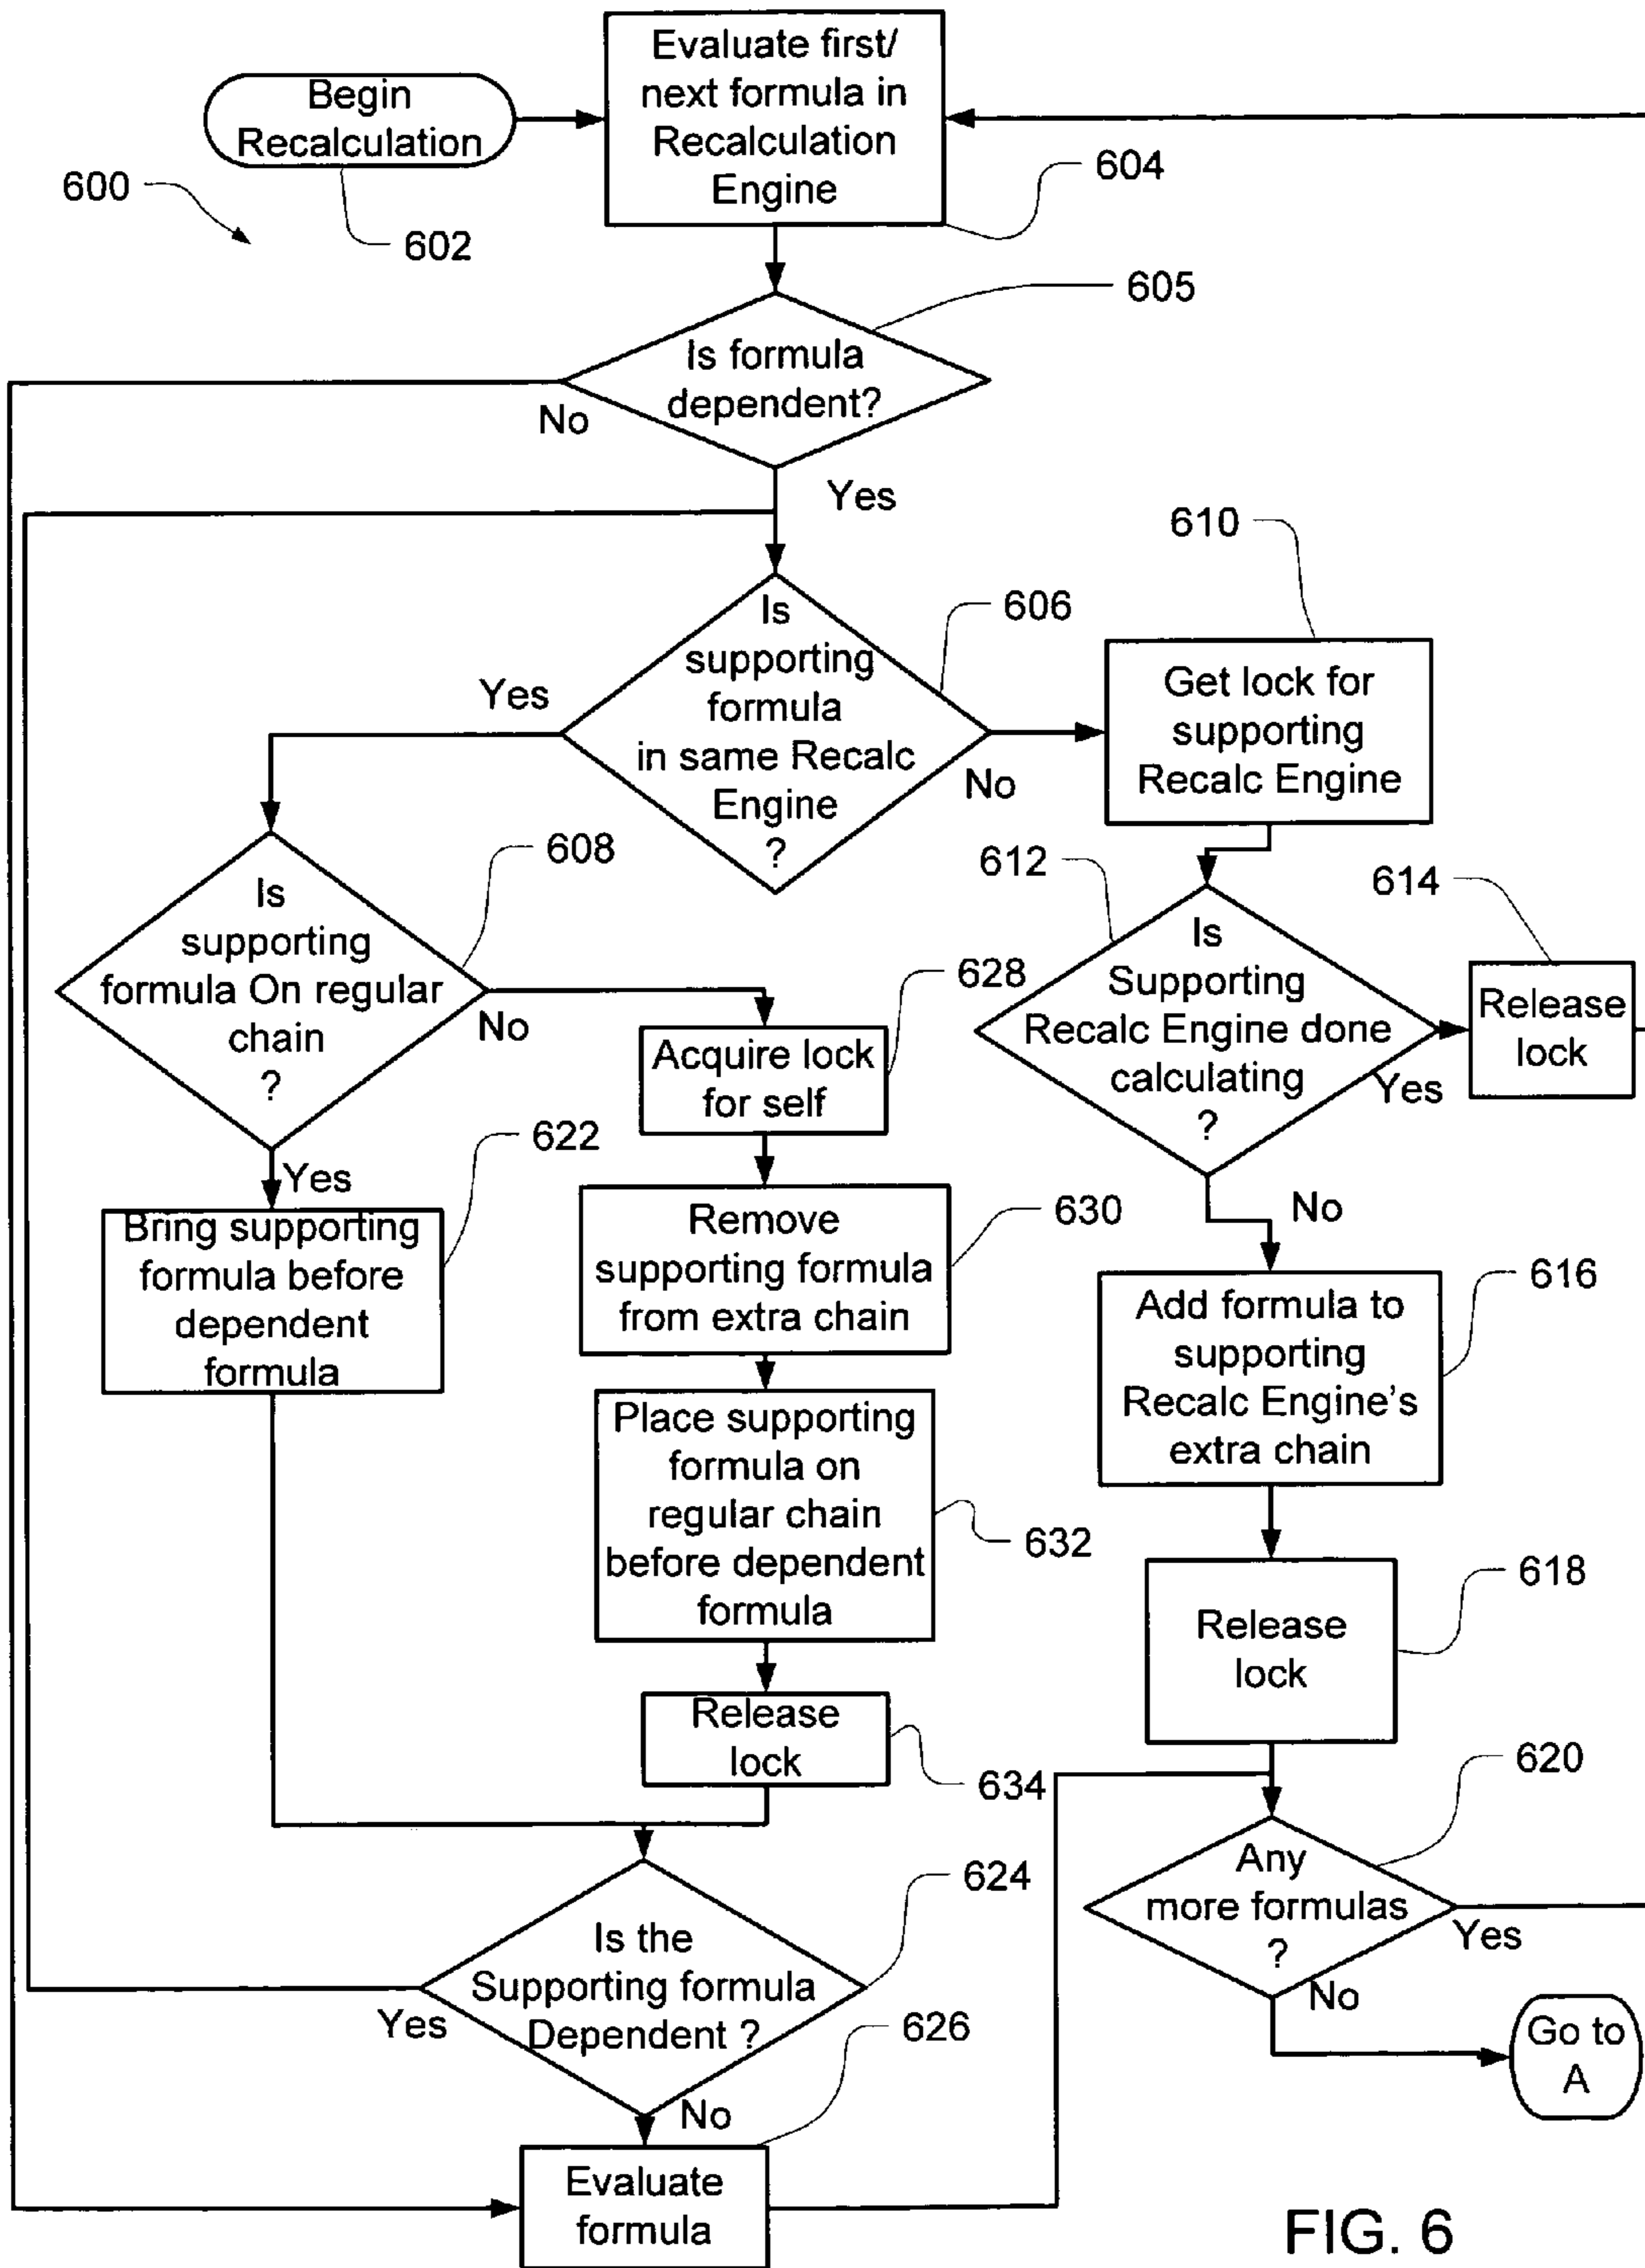 Evaluate first/
next formula in
Recalculation
Engine
Begin
Recalculation
600
602
604
605
Is formula
dependent?
No
Yes
606
Is
supporting
formula
in same Recalc
Engine
?
Yes
No
610
Get lock for
supporting
Recalc Engine
608
Is
supporting
formula On regular
chain
?
No
Yes
612
Is
Supporting
Recalc Engine done
calculating
?
Yes
No
614
Release
lock
628
Acquire lock
for self
622
Bring supporting
formula before
dependent
formula
630
Remove
supporting formula
from extra chain
616
Add formula to
supporting
Recalc Engine's
extra chain
632
Place supporting
formula on
regular chain
before dependent
formula
618
Release
lock
634
Release
lock
620
Any
more formulas
?
Yes
No
624
Is the
Supporting formula
Dependent ?
Yes
No
626
Evaluate
formula
Go to
A
FIG. 6